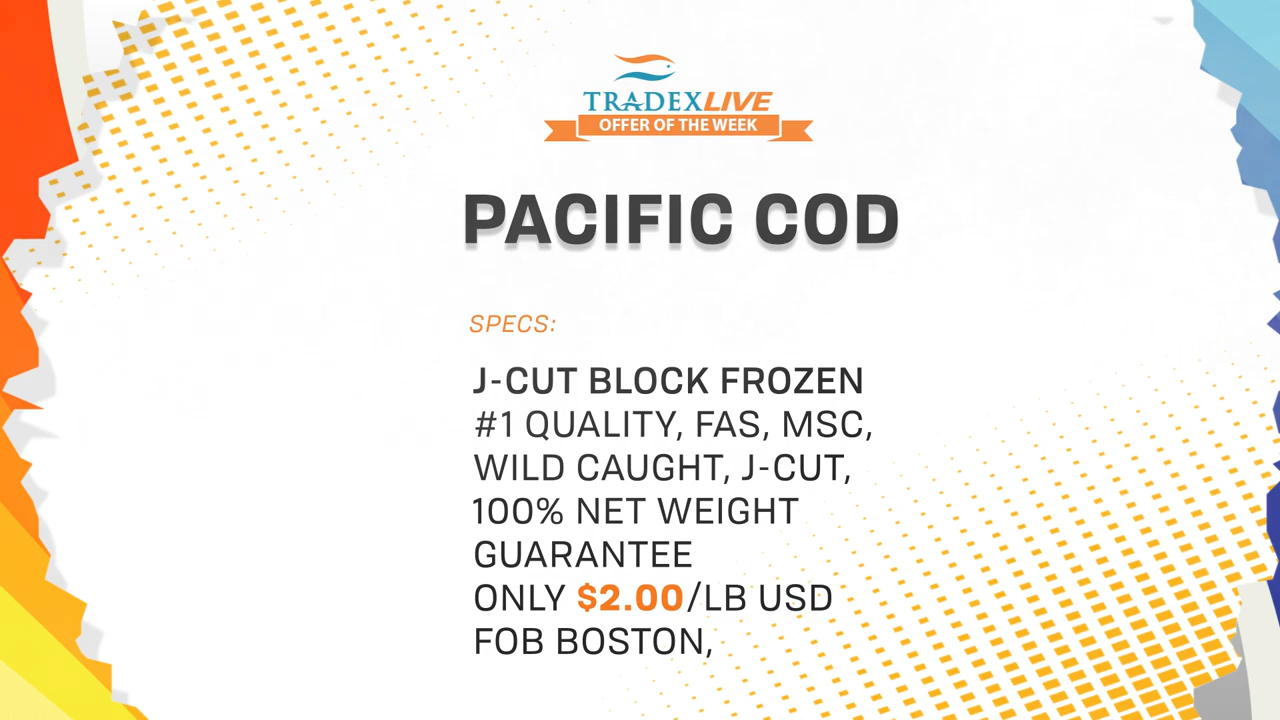 TRADEXLIVE
OFFER OF THE WEEK
PACIFIC COD
SPECS:
J-CUT BLOCK FROZEN
#1 QUALITY, FAS, MSC,
WILD CAUGHT, J-CUT,
100% NET WEIGHT
GUARANTEE
ONLY $2.00/LB USD
FOB BOSTON,